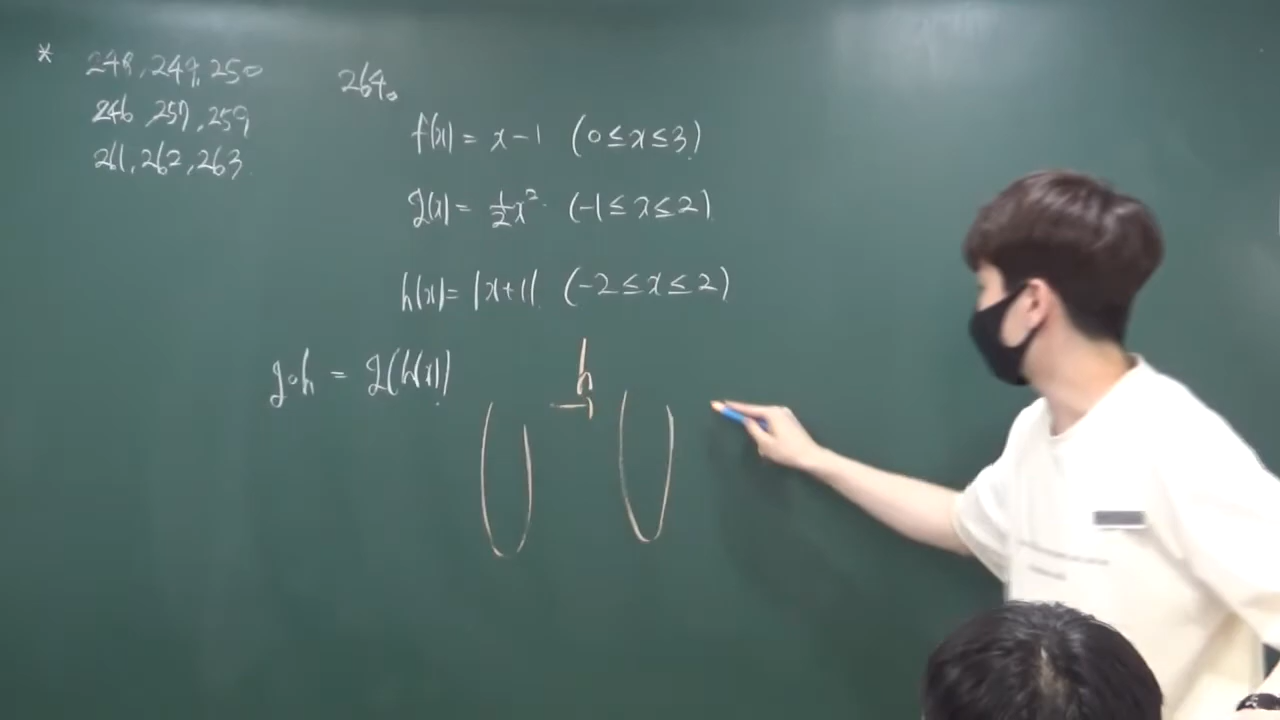 * 248, 249, 250
246, 257, 259
261, 262, 263
264.
f(x) = x-1 (0≤x≤3)
g(x) = ½x² (-1≤x≤2)
h(x) = |x+1| (-2≤x≤2)
g∘h = g(h(x))
h
→